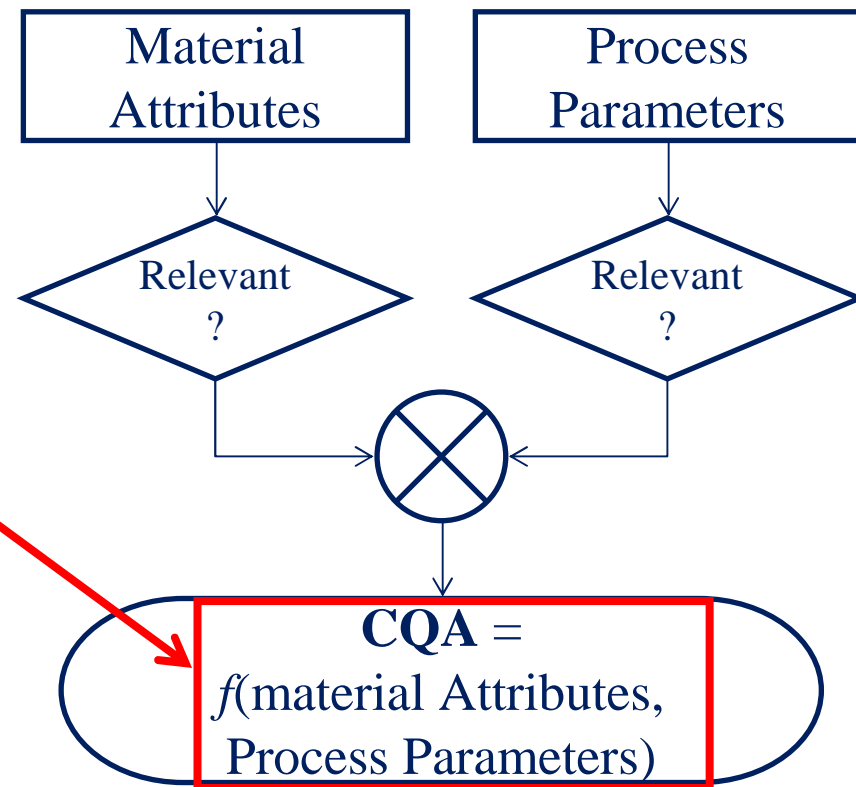 Material
Attributes
Process
Parameters
Relevant
?
Relevant
?
CQA =
f(material Attributes,
Process Parameters)